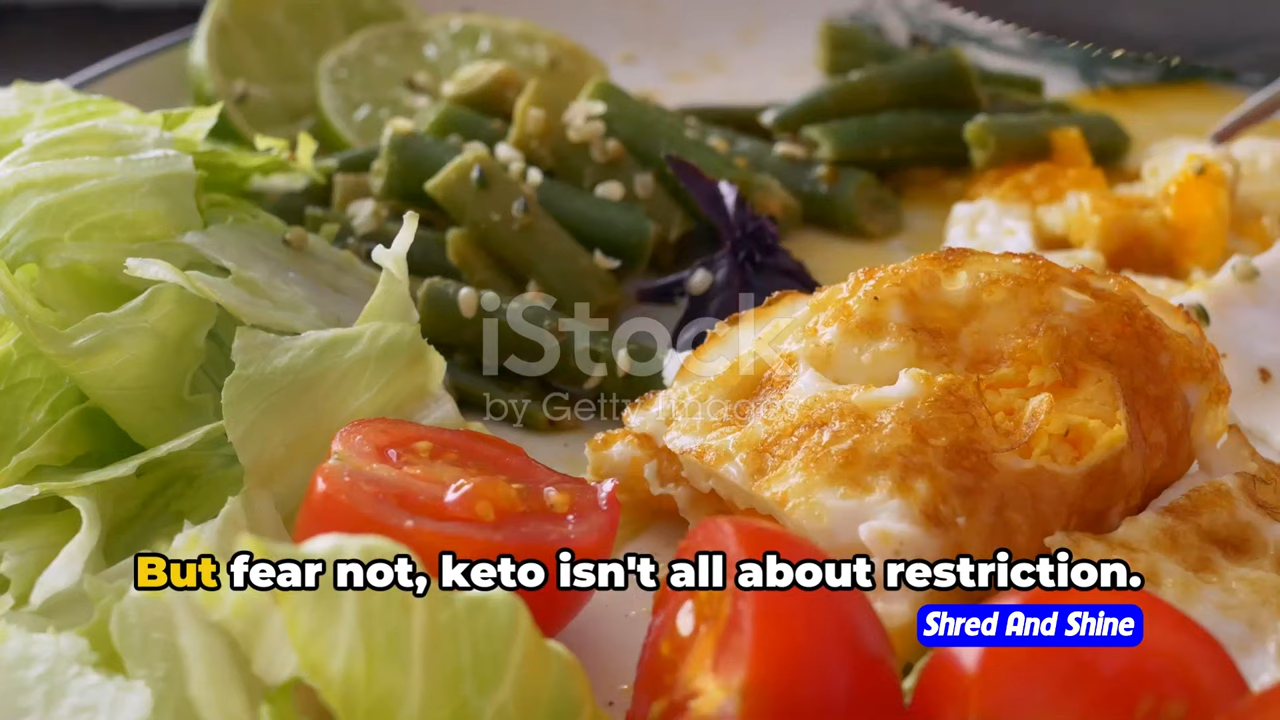 iStock
by Getty Images
But fear not, keto isn't all about restriction.
Shred And Shine